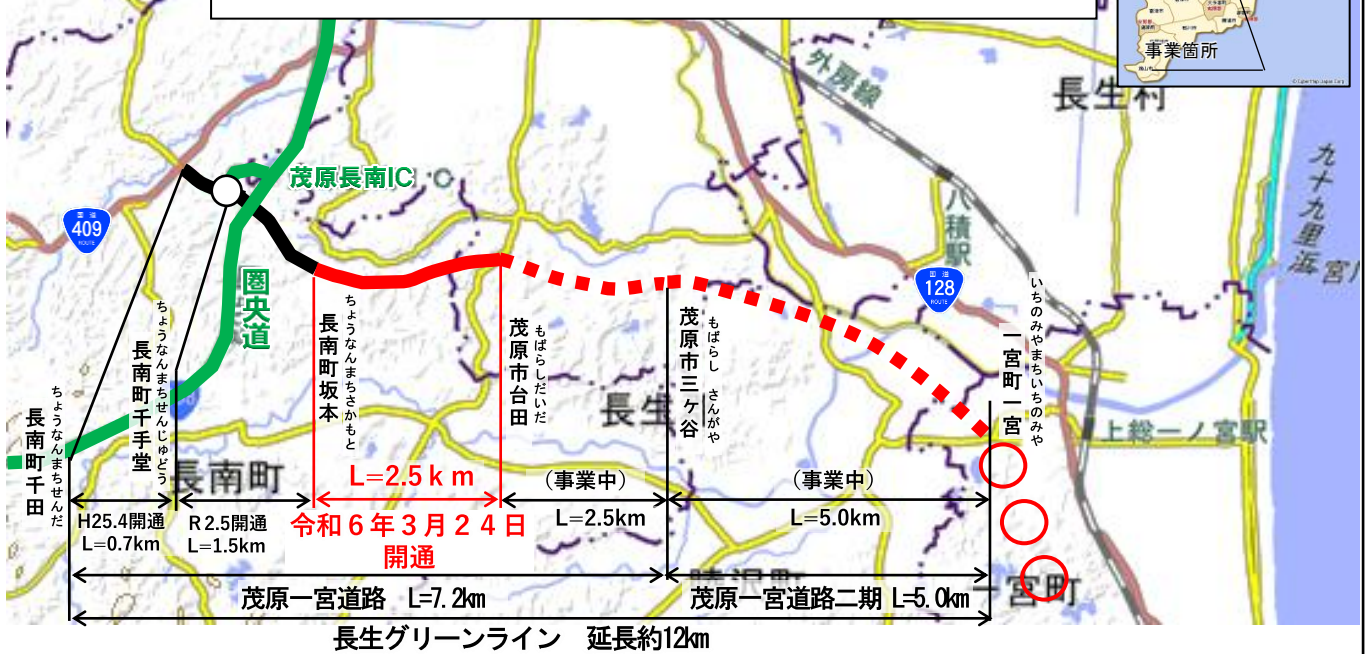 事業箇所
外房線
長生村
九十九里浜
茂原長南IC
国道
409
ROUTE
八積駅
国道
128
ROUTE
圏央道
ちょうなんまちせんだ
長南町千田
ちょうなんまちせんじゅどう
長南町千手堂
ちょうなんまちさかもと
長南町坂本
もばらしだいだ
茂原市台田
もばらし さんがや
茂原市三ヶ谷
いちのみやまちいちのみや
一宮町一宮
長生
上総一ノ宮駅
長南町
L=2.5km
(事業中)
(事業中)
H25.4開通
L=0.7km
R2.5開通
L=1.5km
令和6年3月24日
開通
L=2.5km
L=5.0km
一宮町
茂原一宮道路 L=7.2km
茂原一宮道路二期 L=5.0km
長生グリーンライン 延長約12km